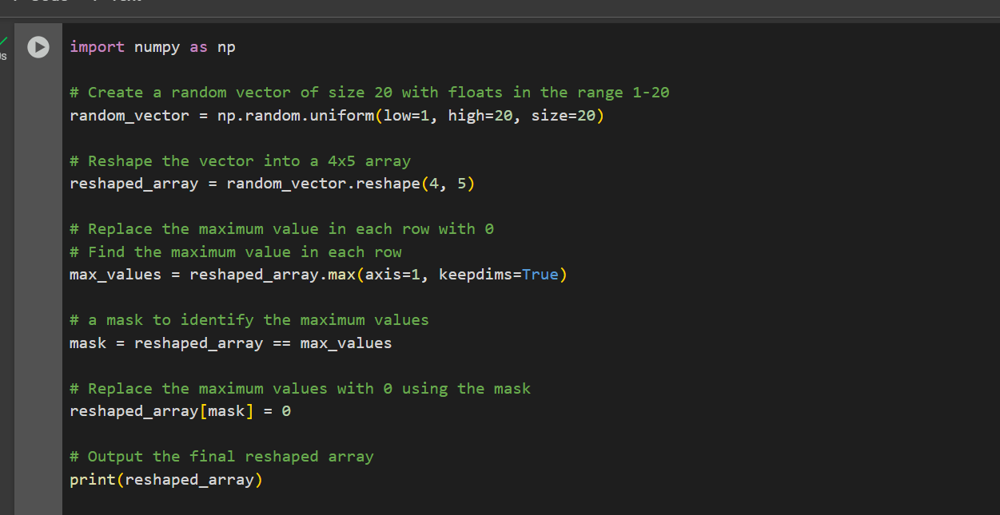 import numpy as np
# Create a random vector of size 20 with floats in the range 1-20
random_vector = np.random.uniform(low=1, high=20, size=20)
# Reshape the vector into a 4x5 array
reshaped_array = random_vector.reshape(4, 5)
# Replace the maximum value in each row with 0
# Find the maximum value in each row
max_values = reshaped_array.max(axis=1, keepdims=True)
# a mask to identify the maximum values
mask = reshaped_array == max_values
# Replace the maximum values with 0 using the mask
reshaped_array[mask] = 0
# Output the final reshaped array
print(reshaped_array)